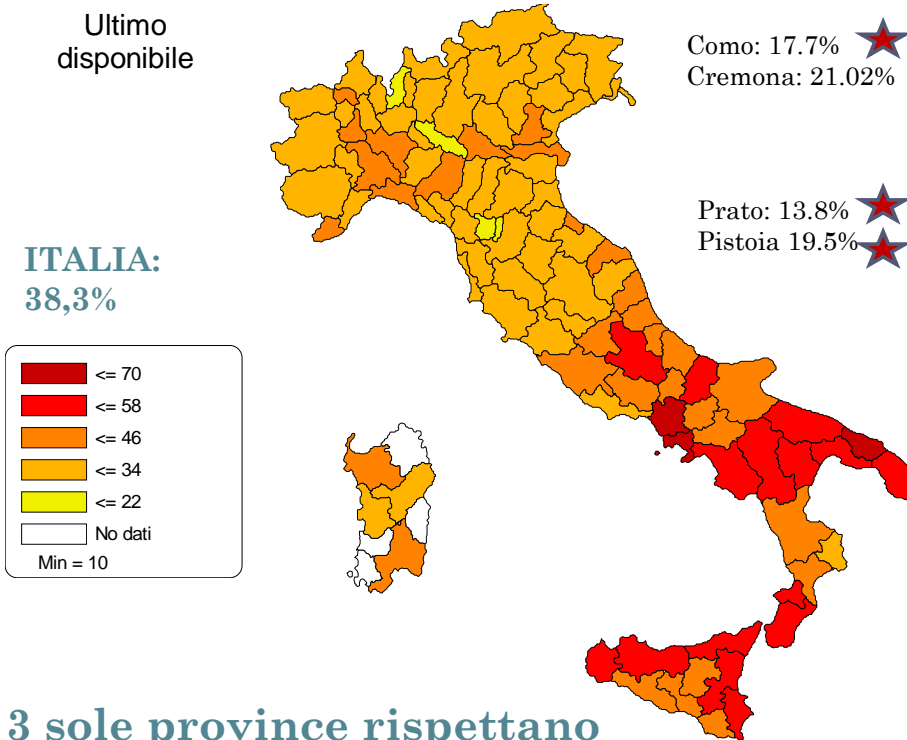 Ultimo
disponibile
Como: 17.7%
Cremona: 21.02%
Prato: 13.8%
Pistoia 19.5%
ITALIA:
38,3%
<= 70
<= 58
<= 46
<= 34
<= 22
No dati
Min = 10
3 sole province rispettano